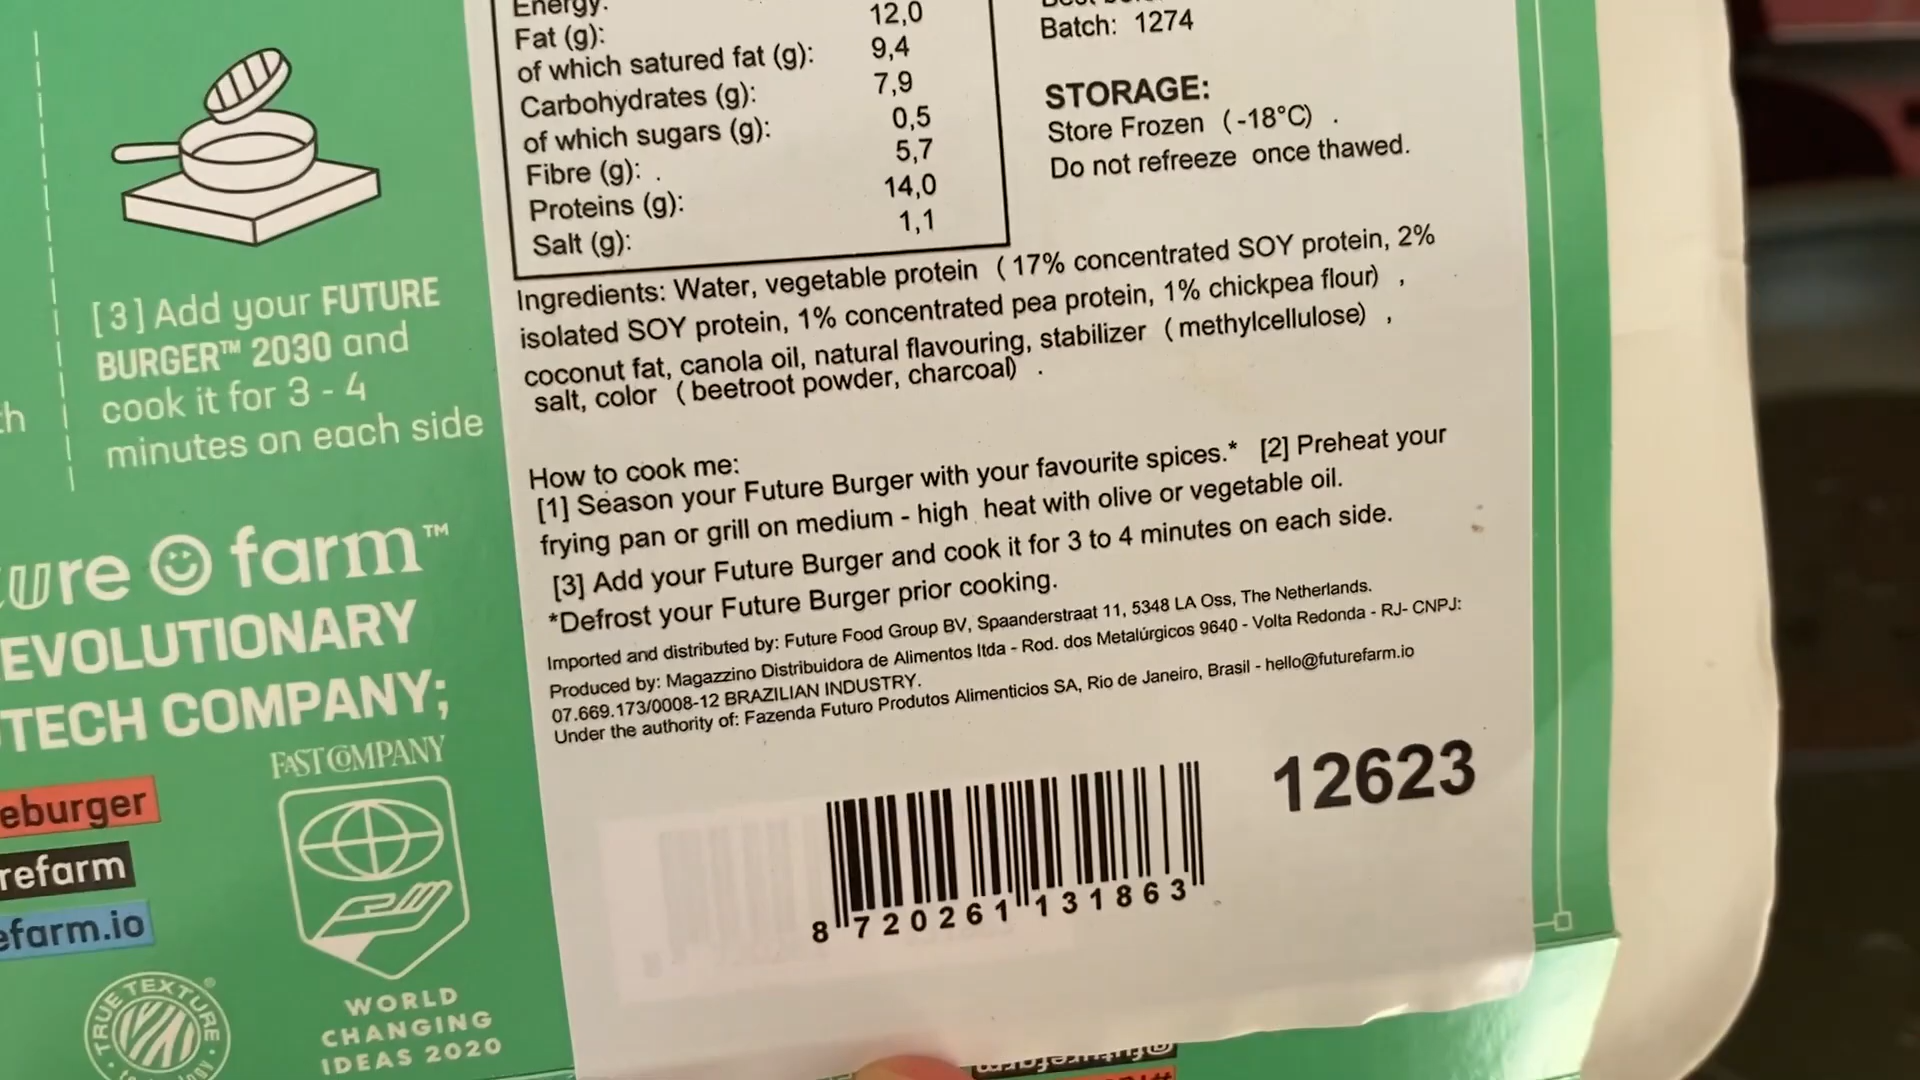 Energy:
Fat (g): 12,0
of which satured fat (g): 9,4
Carbohydrates (g): 7,9
of which sugars (g): 0,5
Fibre (g): . 5,7
Proteins (g): 14,0
Salt (g): 1,1
Batch: 1274
STORAGE:
Store Frozen (-18°C) .
Do not refreeze once thawed.
Ingredients: Water, vegetable protein (17% concentrated SOY protein, 2%
isolated SOY protein, 1% concentrated pea protein, 1% chickpea flour) ,
coconut fat, canola oil, natural flavouring, stabilizer (methylcellulose) ,
salt, color (beetroot powder, charcoal) .
How to cook me:
[1] Season your Future Burger with your favourite spices.* [2] Preheat your
frying pan or grill on medium - high heat with olive or vegetable oil.
[3] Add your Future Burger and cook it for 3 to 4 minutes on each side.
*Defrost your Future Burger prior cooking.
Imported and distributed by: Future Food Group BV, Spaanderstraat 11, 5348 LA Oss, The Netherlands.
Produced by: Magazzino Distribuidora de Alimentos ltda - Rod. dos Metalúrgicos 9640 - Volta Redonda - RJ- CNPJ:
07.669.173/0008-12 BRAZILIAN INDUSTRY.
Under the authority of: Fazenda Futuro Produtos Alimenticios SA, Rio de Janeiro, Brasil - hello@futurefarm.io
12623
8 720261 131863
[3] Add your FUTURE
BURGER™ 2030 and
cook it for 3 - 4
minutes on each side
ure farm™
EVOLUTIONARY
TECH COMPANY;
eburger
refarm
efarm.io
FAST COMPANY
WORLD
CHANGING
IDEAS 2020
TRUE TEXTURE®